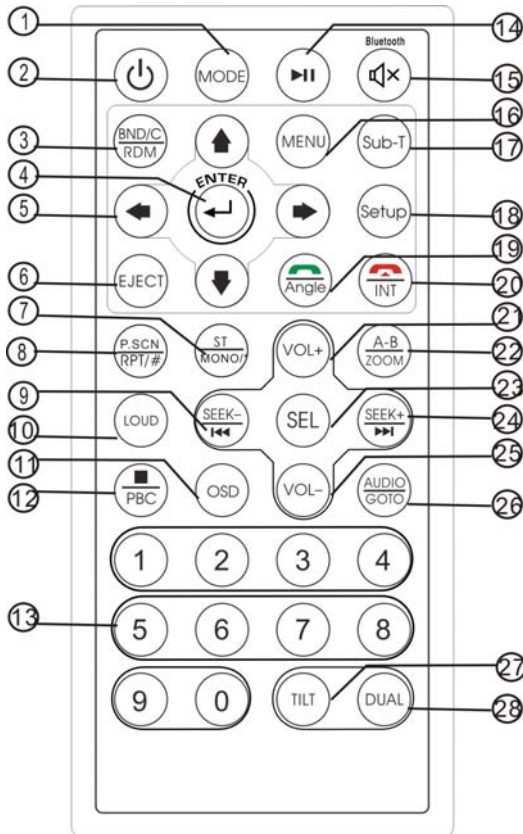 1
14
Bluetooth
2
MODE
15
3
BND/C
RDM
MENU
Sub-T
16
17
4
ENTER
5
Setup
18
6
EJECT
Angle
INT
19
20
7
8
P.SCN
RPT/#
ST
MONO/*
VOL+
A-B
ZOOM
21
22
9
SEEK–
SEL
SEEK+
23
24
10
LOUD
11
12
PBC
OSD
VOL–
AUDIO
GOTO
25
26
1 2 3 4
13
5 6 7 8
9 0
TILT
DUAL
27
28